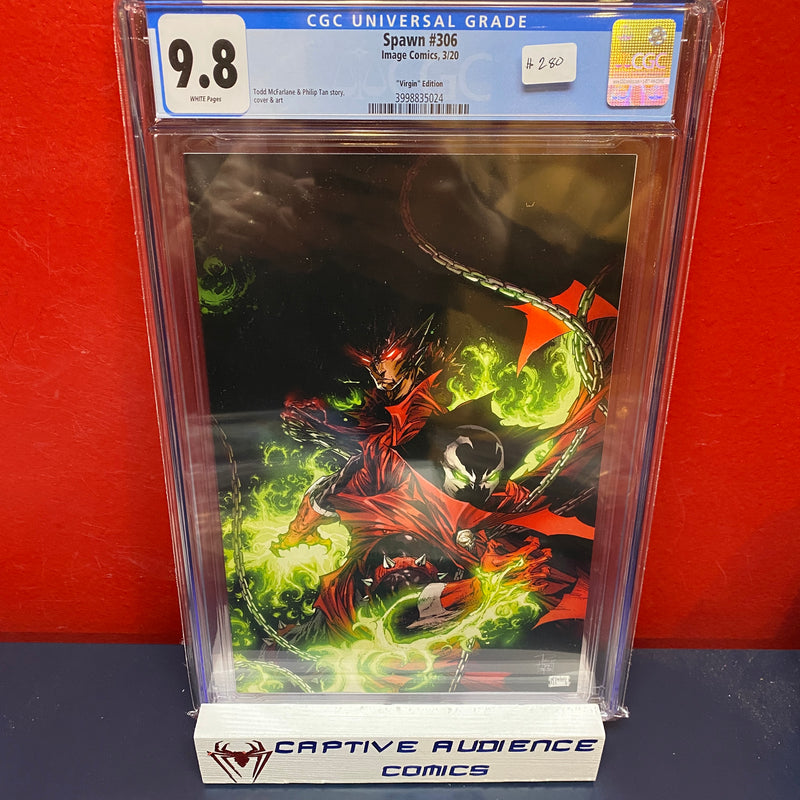 CGC UNIVERSAL GRADE
9.8
WHITE Pages
Spawn #306
Image Comics, 3/20
"Virgin" Edition
Todd McFarlane & Philip Tan story,
cover & art
3998835024
# 280
CGC
CAPTIVE AUDIENCE
COMICS